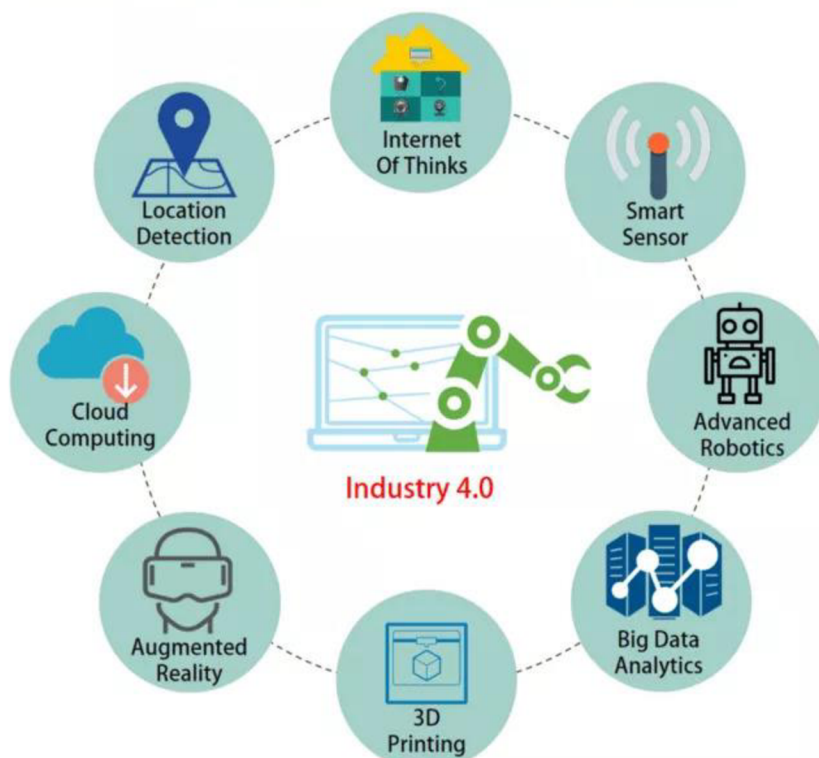 Internet
Of Thinks
Location
Detection
Smart
Sensor
Cloud
Computing
Advanced
Robotics
Industry 4.0
Augmented
Reality
Big Data
Analytics
3D
Printing